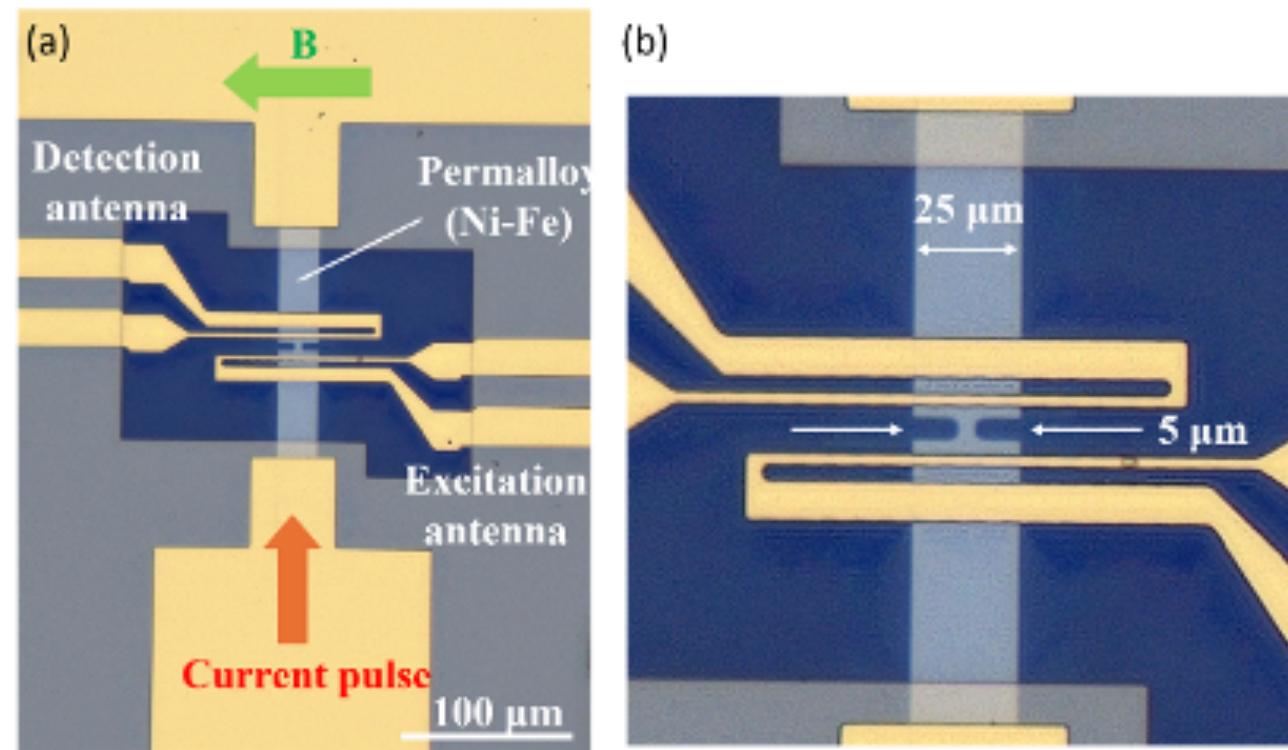 (a)
B
Detection
antenna
Permalloy
(Ni-Fe)
Excitation
antenna
Current pulse
100 μm
(b)
25 μm
5 μm